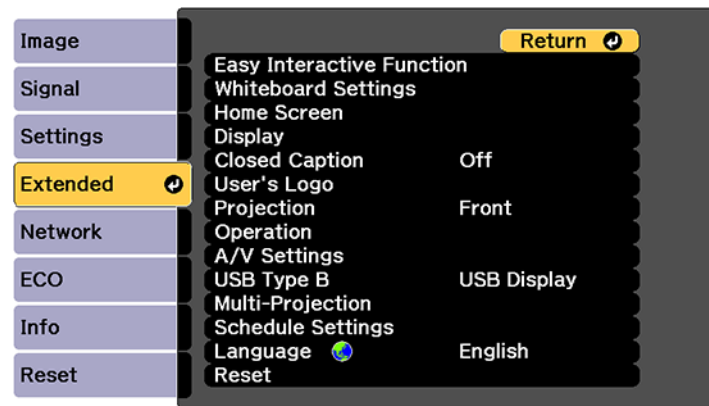 Image
Signal
Settings
Extended
Network
ECO
Info
Reset
Return
Easy Interactive Function
Whiteboard Settings
Home Screen
Display
Closed Caption Off
User's Logo
Projection Front
Operation
A/V Settings
USB Type B USB Display
Multi-Projection
Schedule Settings
Language English
Reset